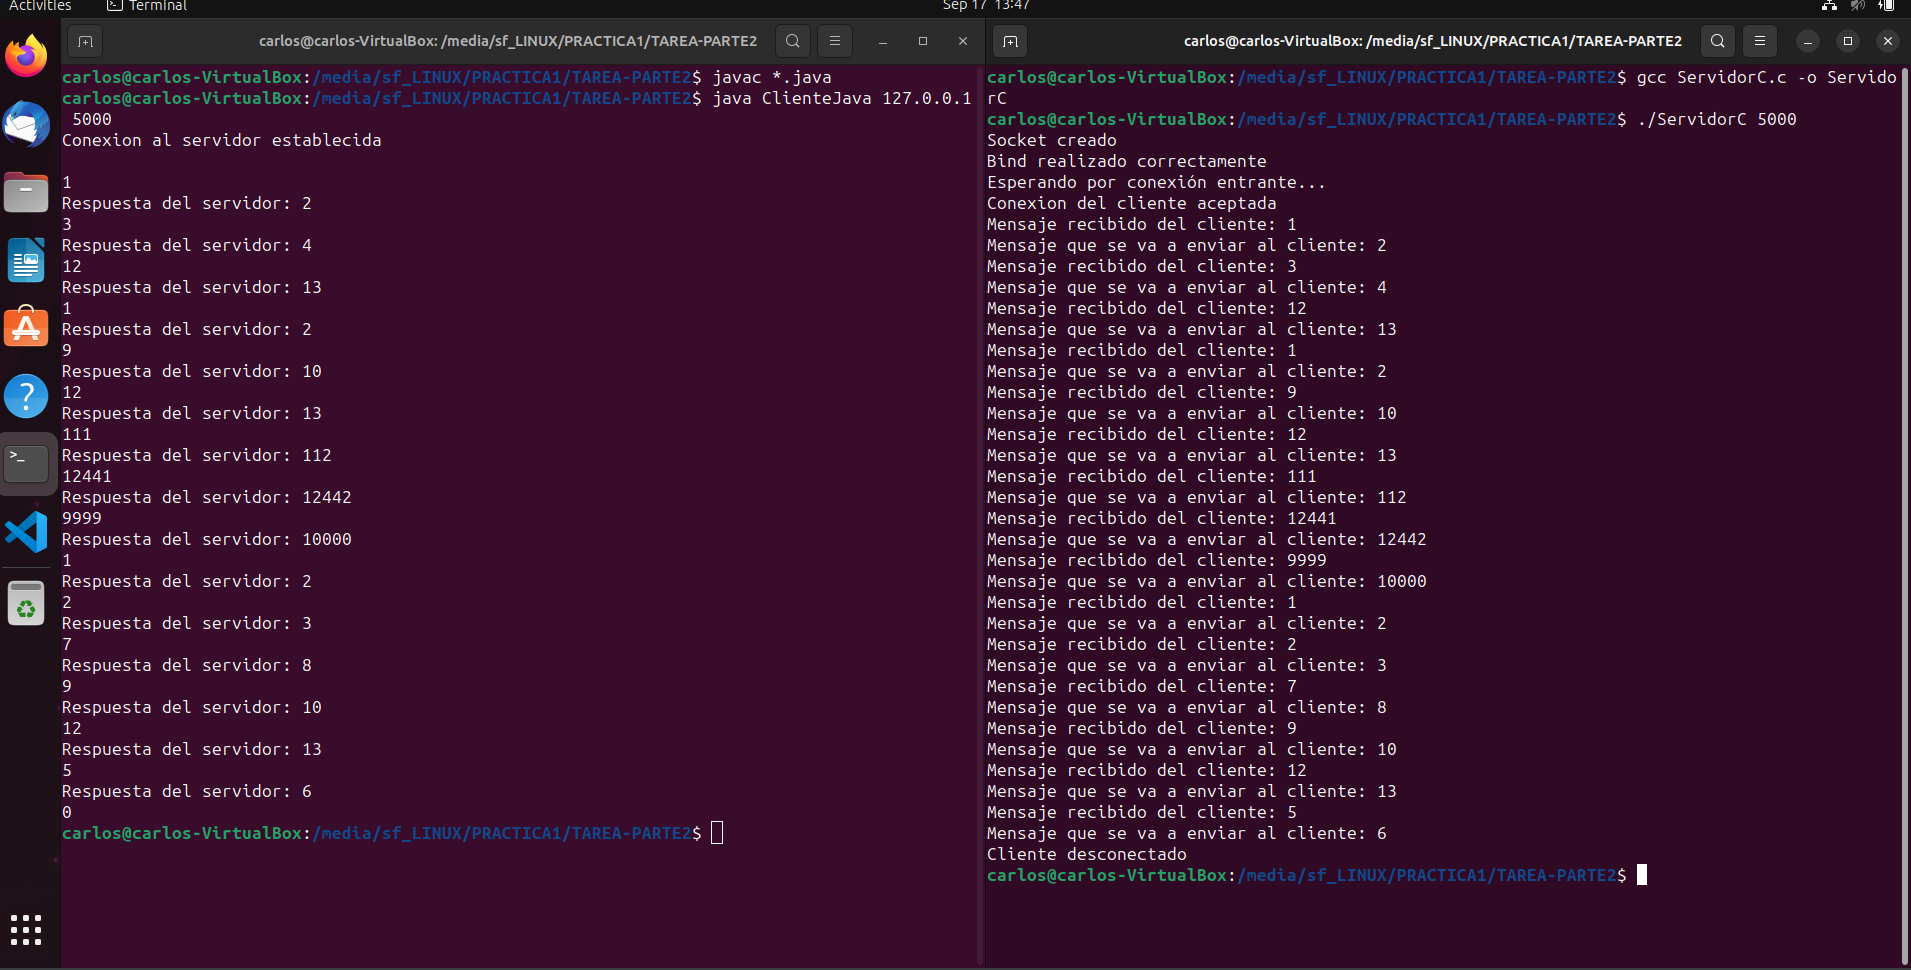 Activities
Terminal
Sep 17 13:47
carlos@carlos-VirtualBox: /media/sf_LINUX/PRACTICA1/TAREA-PARTE2
carlos@carlos-VirtualBox:/media/sf_LINUX/PRACTICA1/TAREA-PARTE2$ javac *.java
carlos@carlos-VirtualBox:/media/sf_LINUX/PRACTICA1/TAREA-PARTE2$ java ClienteJava 127.0.0.1
5000
Conexion al servidor establecida
1
Respuesta del servidor: 2
3
Respuesta del servidor: 4
12
Respuesta del servidor: 13
1
Respuesta del servidor: 2
9
Respuesta del servidor: 10
12
Respuesta del servidor: 13
111
Respuesta del servidor: 112
12441
Respuesta del servidor: 12442
9999
Respuesta del servidor: 10000
1
Respuesta del servidor: 2
2
Respuesta del servidor: 3
7
Respuesta del servidor: 8
9
Respuesta del servidor: 10
12
Respuesta del servidor: 13
5
Respuesta del servidor: 6
0
carlos@carlos-VirtualBox:/media/sf_LINUX/PRACTICA1/TAREA-PARTE2$
carlos@carlos-VirtualBox: /media/sf_LINUX/PRACTICA1/TAREA-PARTE2
carlos@carlos-VirtualBox:/media/sf_LINUX/PRACTICA1/TAREA-PARTE2$ gcc ServidorC.c -o Servido
rC
carlos@carlos-VirtualBox:/media/sf_LINUX/PRACTICA1/TAREA-PARTE2$ ./ServidorC 5000
Socket creado
Bind realizado correctamente
Esperando por conexión entrante...
Conexion del cliente aceptada
Mensaje recibido del cliente: 1
Mensaje que se va a enviar al cliente: 2
Mensaje recibido del cliente: 3
Mensaje que se va a enviar al cliente: 4
Mensaje recibido del cliente: 12
Mensaje que se va a enviar al cliente: 13
Mensaje recibido del cliente: 1
Mensaje que se va a enviar al cliente: 2
Mensaje recibido del cliente: 9
Mensaje que se va a enviar al cliente: 10
Mensaje recibido del cliente: 12
Mensaje que se va a enviar al cliente: 13
Mensaje recibido del cliente: 111
Mensaje que se va a enviar al cliente: 112
Mensaje recibido del cliente: 12441
Mensaje que se va a enviar al cliente: 12442
Mensaje recibido del cliente: 9999
Mensaje que se va a enviar al cliente: 10000
Mensaje recibido del cliente: 1
Mensaje que se va a enviar al cliente: 2
Mensaje recibido del cliente: 2
Mensaje que se va a enviar al cliente: 3
Mensaje recibido del cliente: 7
Mensaje que se va a enviar al cliente: 8
Mensaje recibido del cliente: 9
Mensaje que se va a enviar al cliente: 10
Mensaje recibido del cliente: 12
Mensaje que se va a enviar al cliente: 13
Mensaje recibido del cliente: 5
Mensaje que se va a enviar al cliente: 6
Cliente desconectado
carlos@carlos-VirtualBox:/media/sf_LINUX/PRACTICA1/TAREA-PARTE2$